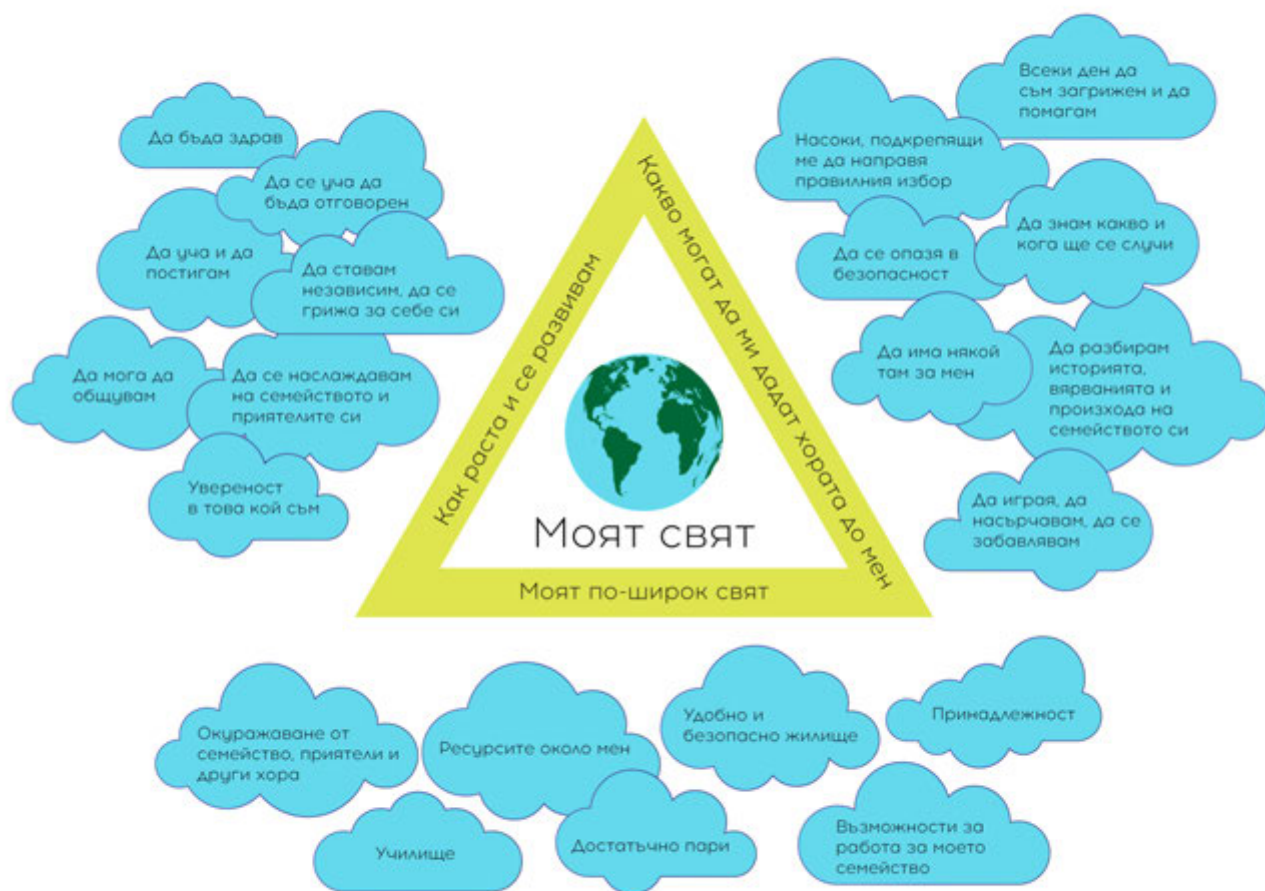 Да бъда здрав
Да се уча да
бъда отговорен
Да уча и да
постигам
Да ставам
независим, да се
грижа за себе си
Да мога да
общувам
Да се наслаждавам
на семейството и
приятелите си
Увереност
в това кой съм
Как раста и се развивам
Какво могат да ми дадат хората до мен
Моят свят
Моят по-широк свят
Всеки ден да
съм загрижен и да
помагам
Насоки, подкрепящи
ме да направя
правилния избор
Да знам какво и
кога ще се случи
Да се опазя в
безопасност
Да има някой
там за мен
Да разбирам
историята,
вярванията и
произхода на
семейството си
Да играя, да
насърчавам, да се
забавлявам
Окуражаване от
семейство, приятели и
други хора
Ресурсите около мен
Удобно и
безопасно жилище
Принадлежност
Училище
Достатъчно пари
Възможности за
работа за моето
семейство